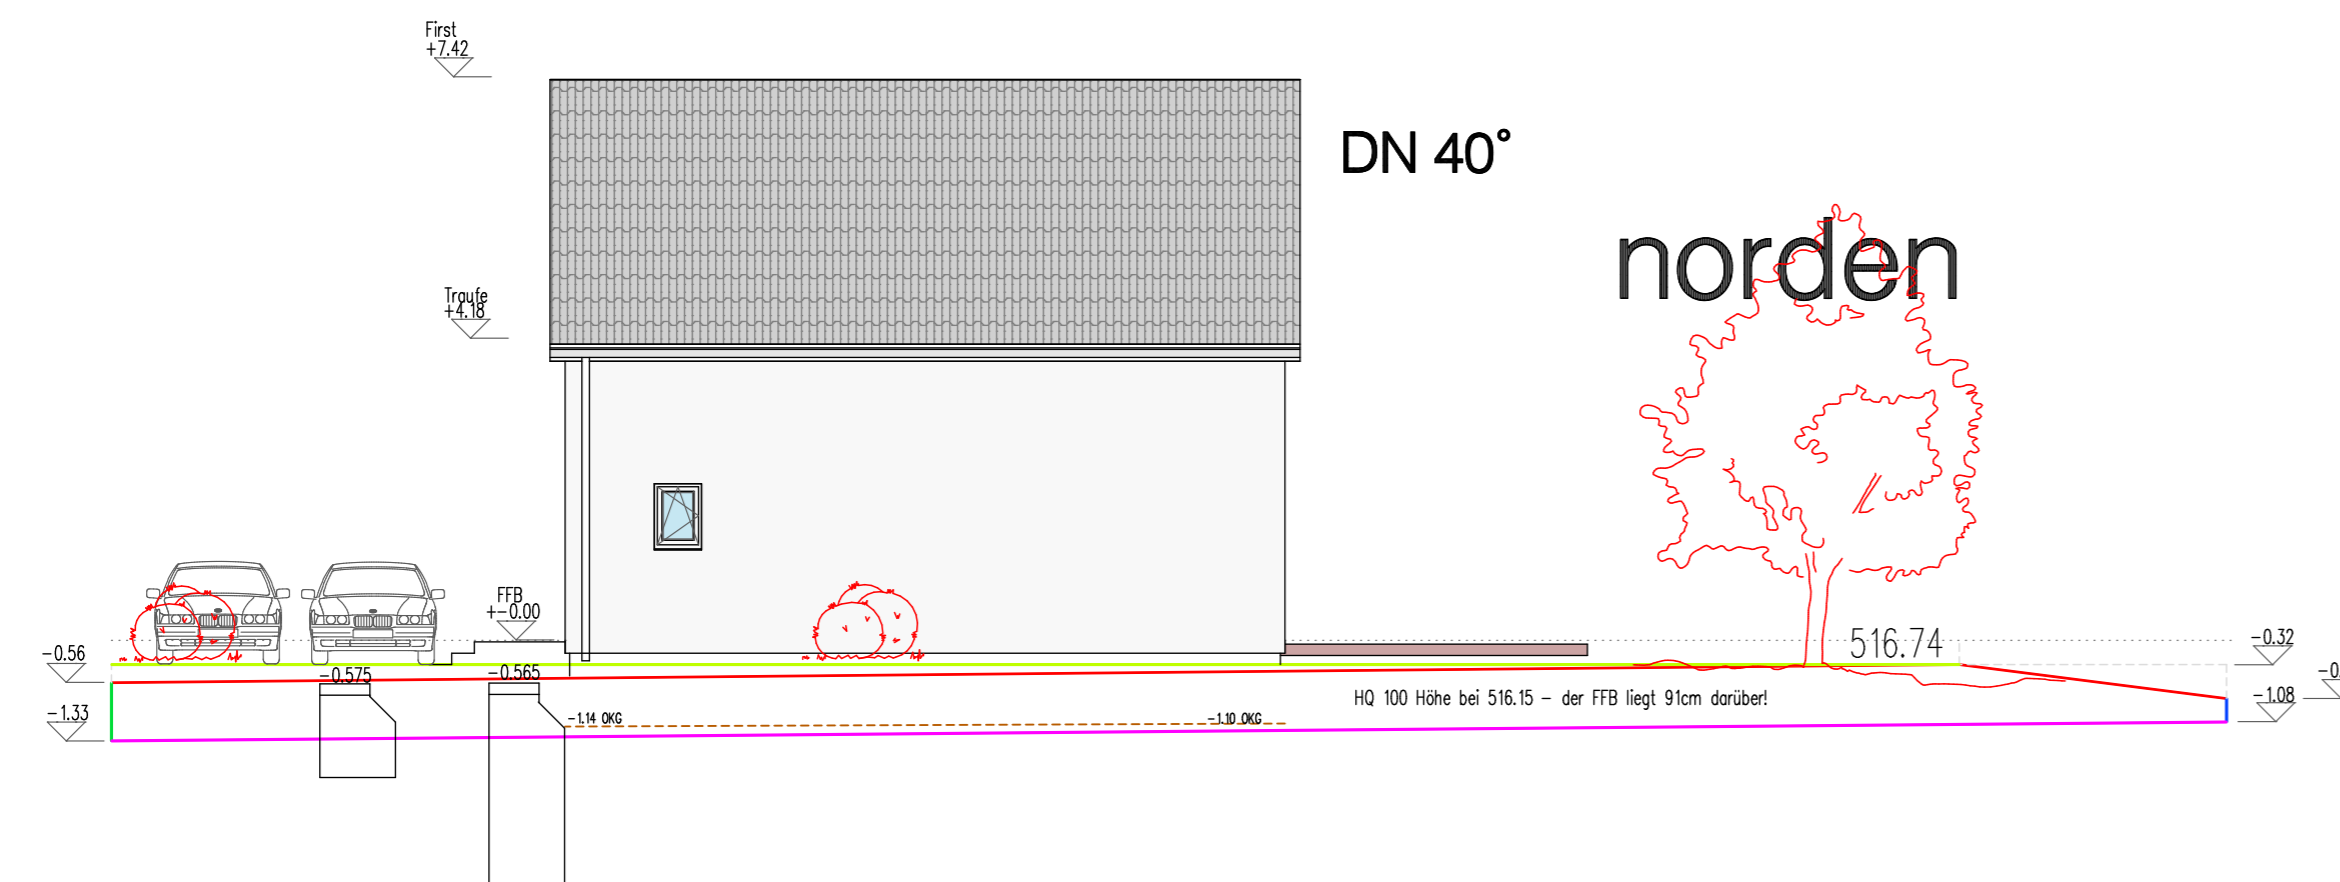 First
+7.42
DN 40°
norden
Traufe
+4.18
FFB
+-0.00
516.74
-0.32
-0.56
-0.575
-0.565
HQ 100 Höhe bei 516.15 - der FFB liegt 91cm darüber!
-1.08
-1.33
-1.14 OKG
-1.10 OKG